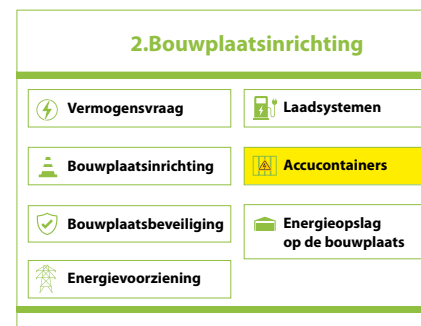 2.Bouwplaatsinrichting
Vermogensvraag
Bouwplaatsinrichting
Bouwplaatsbeveiliging
Energievoorziening
Laadsystemen
Accucontainers
Energieopslag
op de bouwplaats